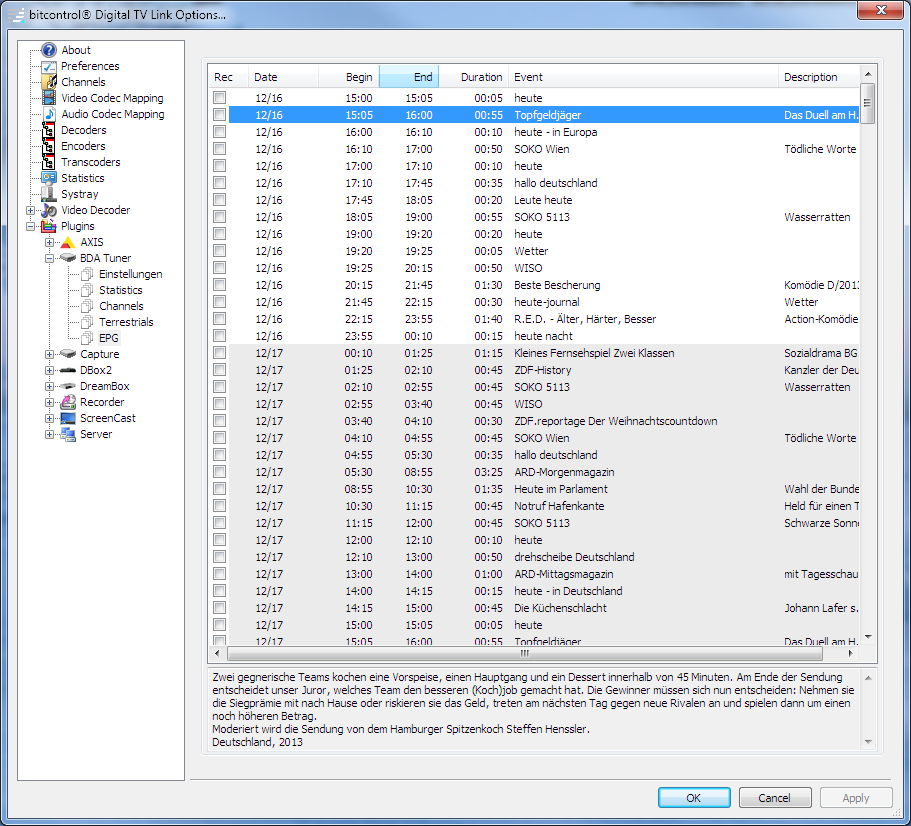 bitcontrol® Digital TV Link Options...
About
Preferences
Channels
Video Codec Mapping
Audio Codec Mapping
Decoders
Encoders
Transcoders
Statistics
Systray
Video Decoder
Plugins
AXIS
BDA Tuner
Einstellungen
Statistics
Channels
Terrestrials
EPG
Capture
DBox2
DreamBox
Recorder
ScreenCast
Server
Rec Date Begin End Duration Event Description
12/16 15:00 15:05 00:05 heute
12/16 15:05 16:00 00:55 Topfgeldjäger Das Duell am H.
12/16 16:00 16:10 00:10 heute - in Europa
12/16 16:10 17:00 00:50 SOKO Wien Tödliche Worte
12/16 17:00 17:10 00:10 heute
12/16 17:10 17:45 00:35 hallo deutschland
12/16 17:45 18:05 00:20 Leute heute
12/16 18:05 19:00 00:55 SOKO 5113 Wasserratten
12/16 19:00 19:20 00:20 heute
12/16 19:20 19:25 00:05 Wetter
12/16 19:25 20:15 00:50 WISO
12/16 20:15 21:45 01:30 Beste Bescherung Komödie D/201
12/16 21:45 22:15 00:30 heute-journal Wetter
12/16 22:15 23:55 01:40 R.E.D. - Älter, Härter, Besser Action-Komödie
12/16 23:55 00:10 00:15 heute nacht
12/17 00:10 01:25 01:15 Kleines Fernsehspiel Zwei Klassen Sozialdrama BG
12/17 01:25 02:10 00:45 ZDF-History Kanzler der Deu
12/17 02:10 02:55 00:45 SOKO 5113 Wasserratten
12/17 02:55 03:40 00:45 WISO
12/17 03:40 04:10 00:30 ZDF.reportage Der Weihnachtscountdown
12/17 04:10 04:55 00:45 SOKO Wien Tödliche Worte
12/17 04:55 05:30 00:35 hallo deutschland
12/17 05:30 08:55 03:25 ARD-Morgenmagazin
12/17 08:55 10:30 01:35 Heute im Parlament Wahl der Bunde
12/17 10:30 11:15 00:45 Notruf Hafenkante Held für einen T
12/17 11:15 12:00 00:45 SOKO 5113 Schwarze Sonn
12/17 12:00 12:10 00:10 heute
12/17 12:10 13:00 00:50 drehscheibe Deutschland
12/17 13:00 14:00 01:00 ARD-Mittagsmagazin mit Tagesschau
12/17 14:00 14:15 00:15 heute - in Deutschland
12/17 14:15 15:00 00:45 Die Küchenschlacht Johann Lafer s.
12/17 15:00 15:05 00:05 heute
12/17 15:05 16:00 00:55 Topfgeldjäger Das Duell am H.
Zwei gegnerische Teams kochen eine Vorspeise, einen Hauptgang und ein Dessert innerhalb von 45 Minuten. Am Ende der Sendung
entscheidet unser Juror, welches Team den besseren (Koch)job gemacht hat. Die Gewinner müssen sich nun entscheiden: Nehmen sie
die Siegprämie mit nach Hause oder riskieren sie das Geld, treten am nächsten Tag gegen neue Rivalen an und spielen dann um einen
noch höheren Betrag.
Moderiert wird die Sendung von dem Hamburger Spitzenkoch Steffen Henssler.
Deutschland, 2013
OK Cancel Apply